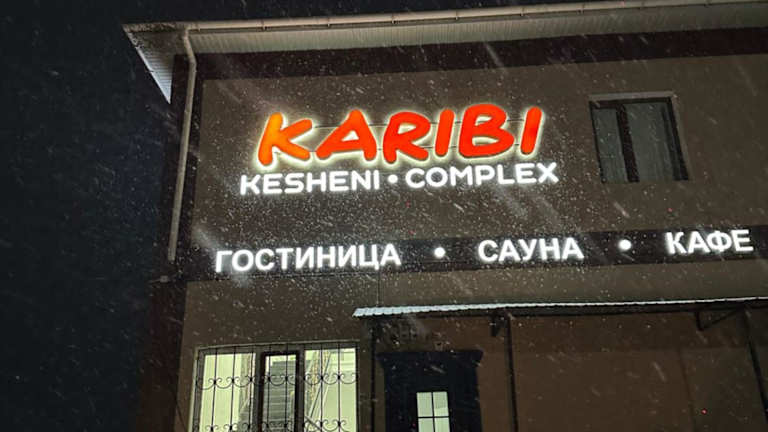 KARIBI
KESHENI • COMPLEX
ГОСТИНИЦА • САУНА • КАФЕ